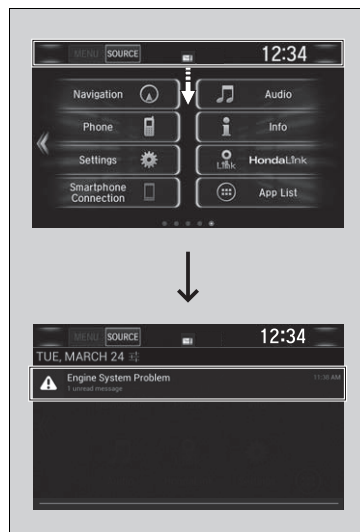 MENU SOURCE 12:34
Navigation Audio
Phone Info
Settings Link HondaLink
Smartphone
Connection App List
MENU SOURCE 12:34
TUE, MARCH 24
Engine System Problem 11:36 AM
1 unread message